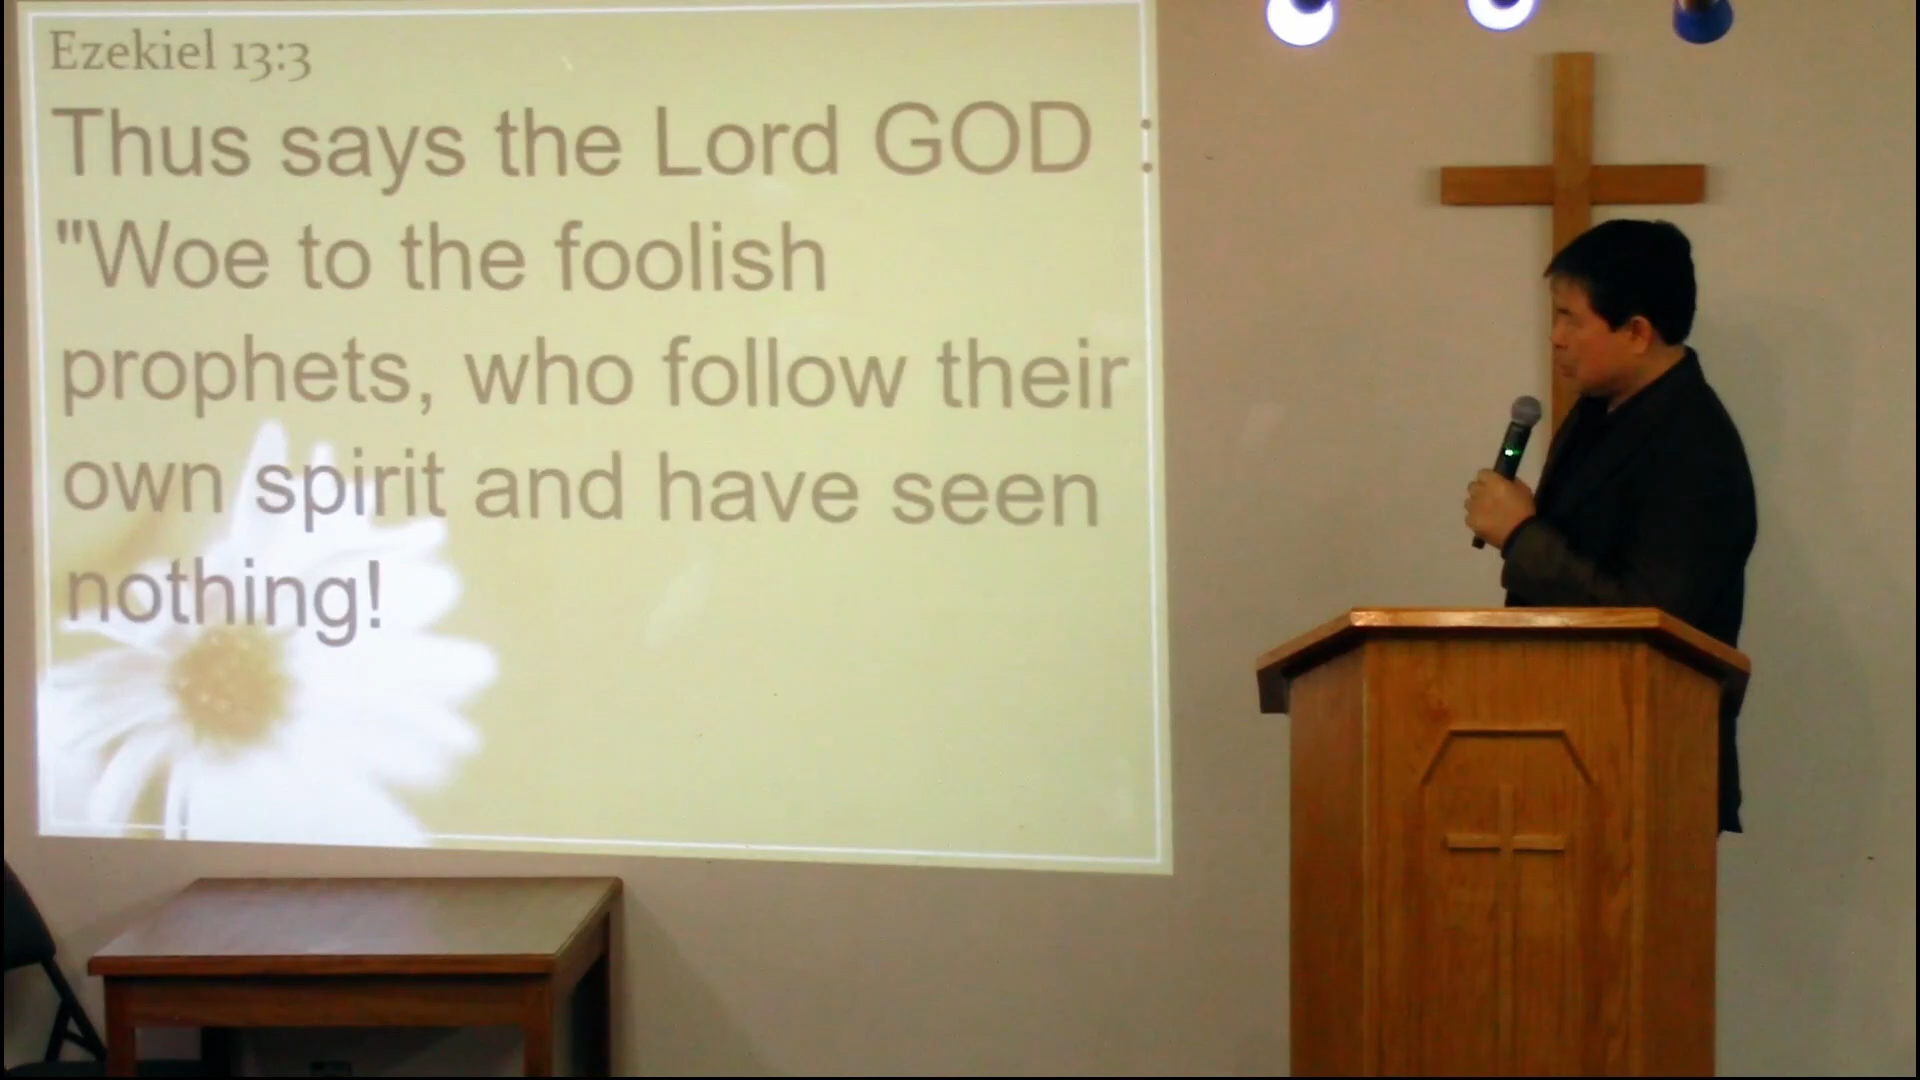 Ezekiel 13:3
Thus says the Lord GOD :
"Woe to the foolish
prophets, who follow their
own spirit and have seen
nothing!